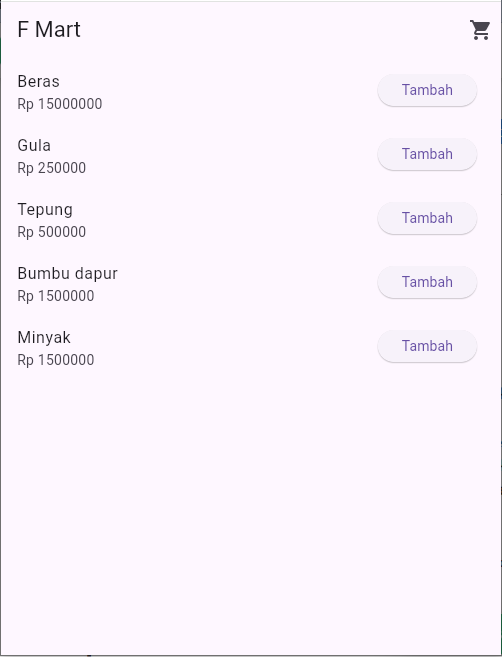 F Mart
Beras
Rp 15000000
Tambah
Gula
Rp 250000
Tambah
Tepung
Rp 500000
Tambah
Bumbu dapur
Rp 1500000
Tambah
Minyak
Rp 1500000
Tambah